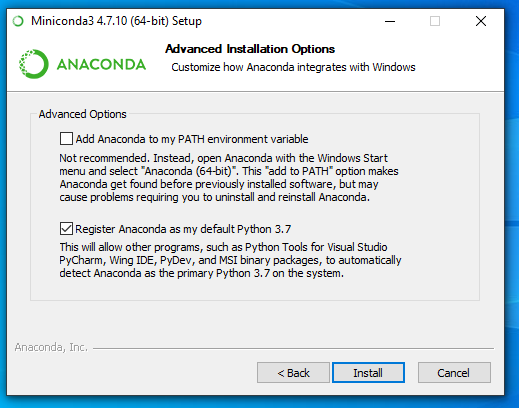 Miniconda3 4.7.10 (64-bit) Setup
Advanced Installation Options
Customize how Anaconda integrates with Windows
ANACONDA
Advanced Options
Add Anaconda to my PATH environment variable
Not recommended. Instead, open Anaconda with the Windows Start
menu and select "Anaconda (64-bit)". This "add to PATH" option makes
Anaconda get found before previously installed software, but may
cause problems requiring you to uninstall and reinstall Anaconda.
Register Anaconda as my default Python 3.7
This will allow other programs, such as Python Tools for Visual Studio
PyCharm, Wing IDE, PyDev, and MSI binary packages, to automatically
detect Anaconda as the primary Python 3.7 on the system.
Anaconda, Inc.
< Back
Install
Cancel